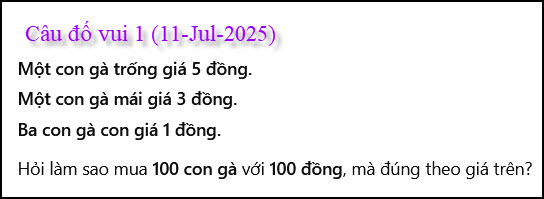 Câu đố vui 1 (11-Jul-2025)
Một con gà trống giá 5 đồng.
Một con gà mái giá 3 đồng.
Ba con gà con giá 1 đồng.
Hỏi làm sao mua 100 con gà với 100 đồng, mà đúng theo giá trên?